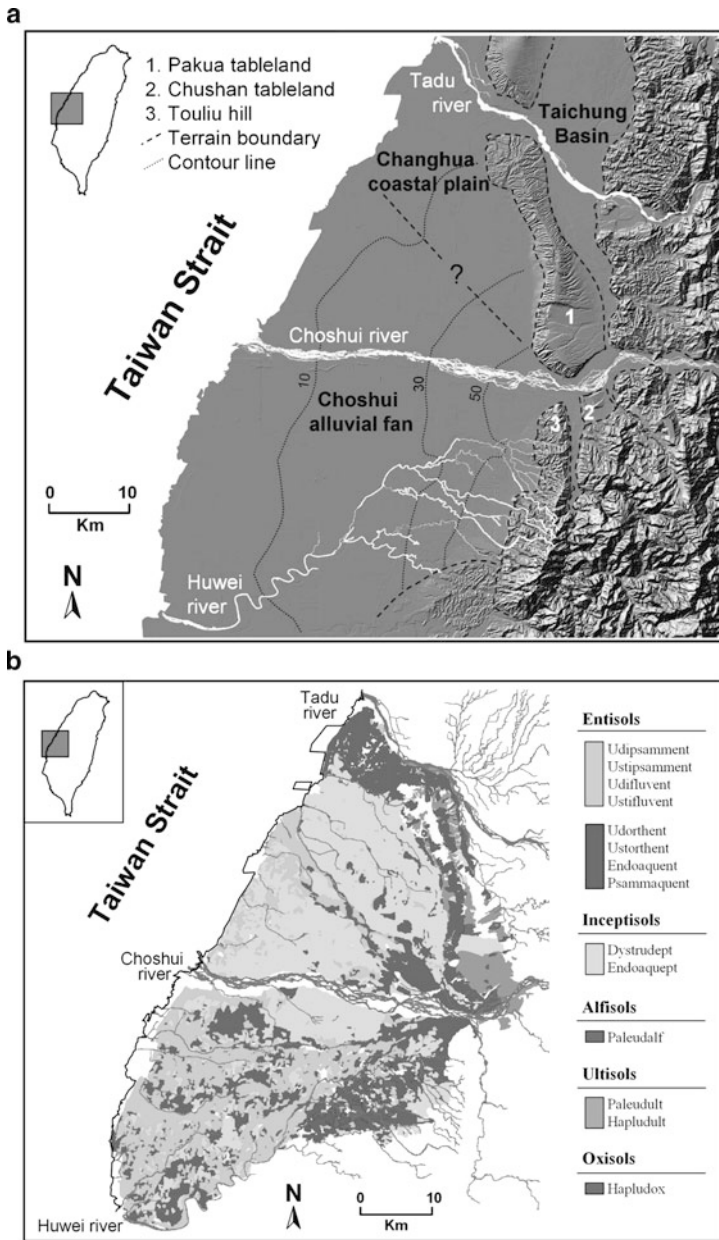 a
1. Pakua tableland
2. Chushan tableland
3. Touliu hill
Terrain boundary
Contour line
Tadu
river
Taichung
Basin
Changhua
coastal plain
Taiwan Strait
?
1
Choshui river
10
30
50
2
3
Choshui
alluvial fan
0 10
Km
N
Huwei
river
b
Tadu
river
Taiwan Strait
Choshui
river
Huwei river
N
0 10
Km
Entisols
Udipsamment
Ustipsamment
Udifluvent
Ustifluvent
Udorthent
Ustorthent
Endoaquent
Psammaquent
Inceptisols
Dystrudept
Endoaquept
Alfisols
Paleudalf
Ultisols
Paleudult
Hapludult
Oxisols
Hapludox